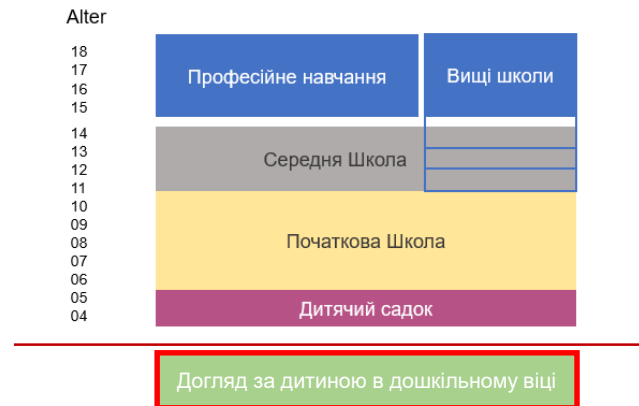 Alter
18
17
16
15
14
13
12
11
10
09
08
07
06
05
04
Професійне навчання
Вищі школи
Середня Школа
Початкова Школа
Дитячий садок
Догляд за дитиною в дошкільному віці